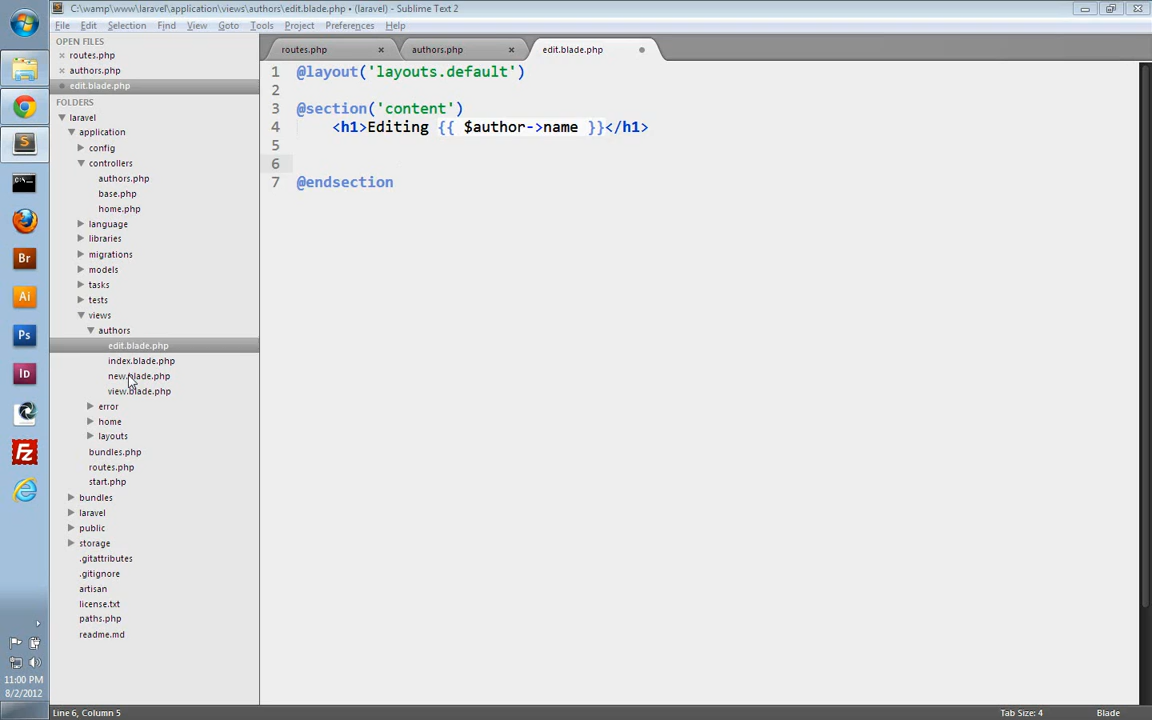 C:\wamp\www\laravel\application\views\authors\edit.blade.php • (laravel) - Sublime Text 2
File Edit Selection Find View Goto Tools Project Preferences Help
OPEN FILES
routes.php
authors.php
edit.blade.php
FOLDERS
laravel
application
config
controllers
authors.php
base.php
home.php
language
libraries
migrations
models
tasks
tests
views
authors
edit.blade.php
index.blade.php
new.blade.php
view.blade.php
error
home
layouts
bundles.php
routes.php
start.php
bundles
laravel
public
storage
.gitattributes
.gitignore
artisan
license.txt
paths.php
readme.md
routes.php
authors.php
edit.blade.php
1 @layout('layouts.default')
2
3 @section('content')
4 <h1>Editing {{ $author->name }}</h1>
5
6
7 @endsection
Br
Ai
Ps
Id
Fz
11:00 PM
8/2/2012
Line 6, Column 5
Tab Size: 4
Blade